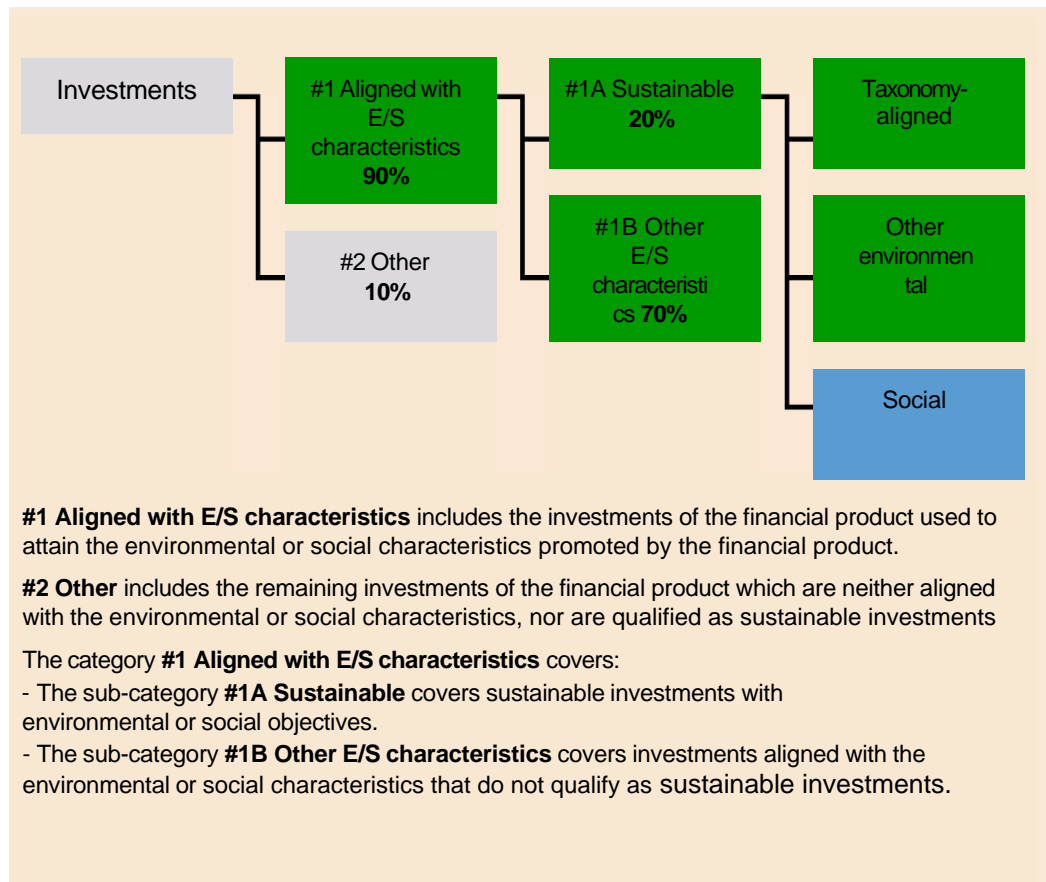 Investments
#1 Aligned with
E/S
characteristics
90%
#2 Other
10%
#1A Sustainable
20%
#1B Other
E/S
characteristi
cs 70%
Taxonomy-
aligned
Other
environmen
tal
Social
#1 Aligned with E/S characteristics includes the investments of the financial product used to
attain the environmental or social characteristics promoted by the financial product.
#2 Other includes the remaining investments of the financial product which are neither aligned
with the environmental or social characteristics, nor are qualified as sustainable investments
The category #1 Aligned with E/S characteristics covers:
- The sub-category #1A Sustainable covers sustainable investments with
environmental or social objectives.
- The sub-category #1B Other E/S characteristics covers investments aligned with the
environmental or social characteristics that do not qualify as sustainable investments.